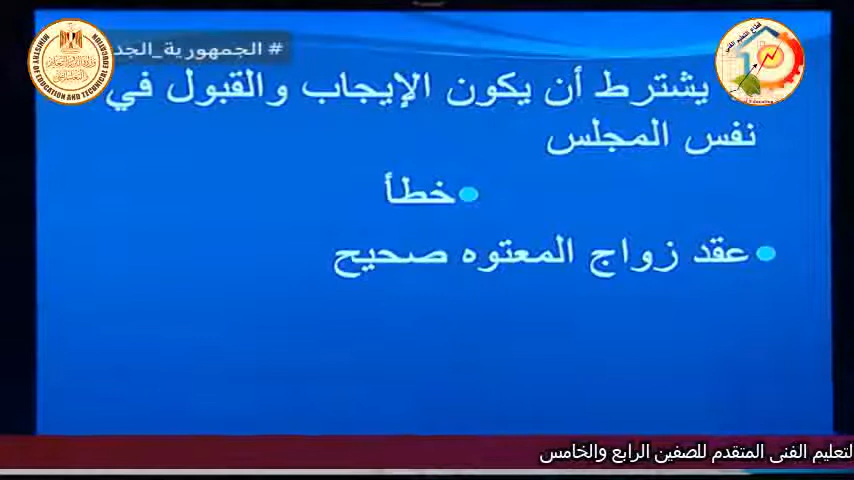 # الجمهورية_الجد
يشترط أن يكون الإيجاب والقبول في
نفس المجلس
خطأ
عقد زواج المعتوه صحيح
لتعليم الفنى المتقدم للصفين الرابع والخامس